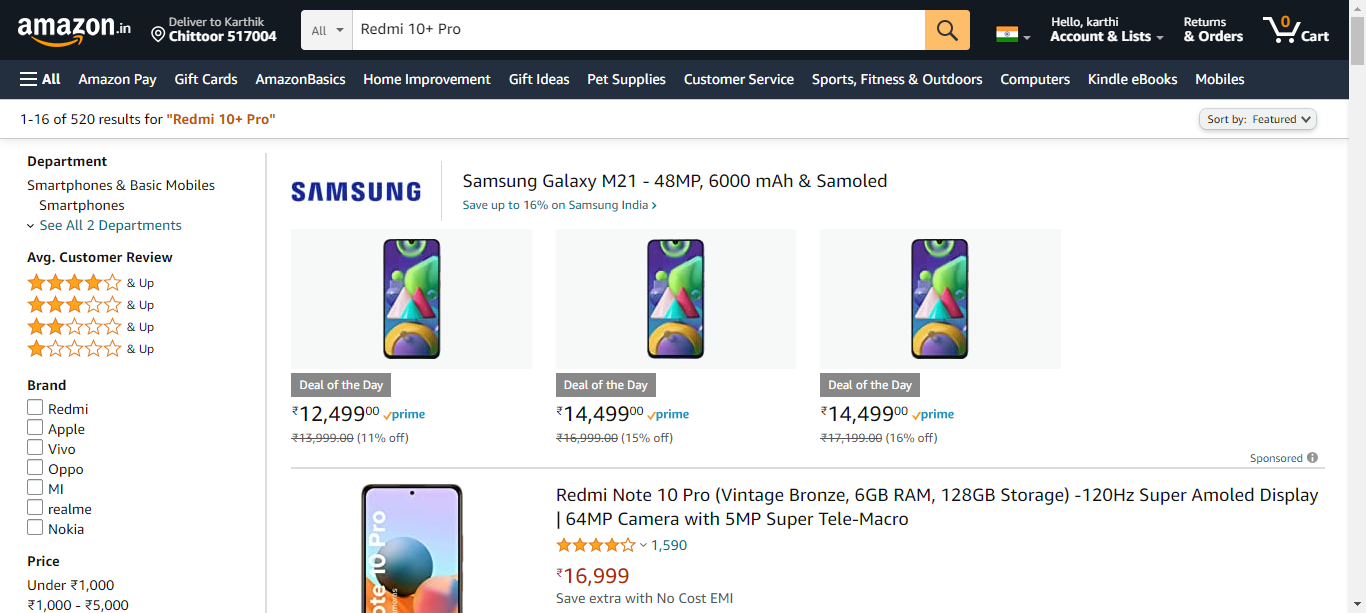 amazon.in
Deliver to Karthik
Chittoor 517004
All
Redmi 10+ Pro
Hello, karthi
Account & Lists
Returns
& Orders
0
Cart
All Amazon Pay Gift Cards AmazonBasics Home Improvement Gift Ideas Pet Supplies Customer Service Sports, Fitness & Outdoors Computers Kindle eBooks Mobiles
1-16 of 520 results for "Redmi 10+ Pro"
Sort by: Featured
Department
Smartphones & Basic Mobiles
Smartphones
See All 2 Departments
Avg. Customer Review
& Up
& Up
& Up
& Up
Brand
Redmi
Apple
Vivo
Oppo
MI
realme
Nokia
Price
Under ₹1,000
₹1,000 - ₹5,000
SAMSUNG
Samsung Galaxy M21 - 48MP, 6000 mAh & Samoled
Save up to 16% on Samsung India ›
Deal of the Day
₹12,49900 prime
₹13,999.00 (11% off)
Deal of the Day
₹14,49900 prime
₹16,999.00 (15% off)
Deal of the Day
₹14,49900 prime
₹17,199.00 (16% off)
Sponsored
ote 10 Pro
Redmi Note 10 Pro (Vintage Bronze, 6GB RAM, 128GB Storage) -120Hz Super Amoled Display
| 64MP Camera with 5MP Super Tele-Macro
1,590
₹16,999
Save extra with No Cost EMI